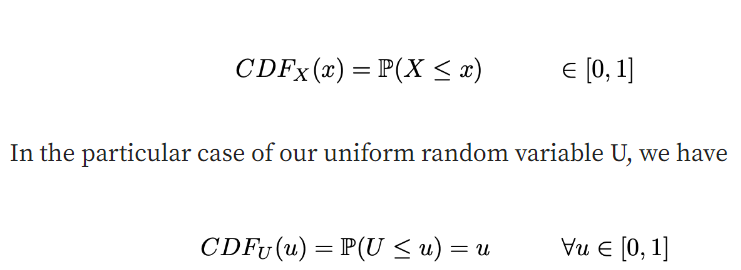 CDF_X(x) = ℙ(X ≤ x) ∈ [0, 1]
In the particular case of our uniform random variable U, we have
CDF_U(u) = ℙ(U ≤ u) = u ∀u ∈ [0, 1]